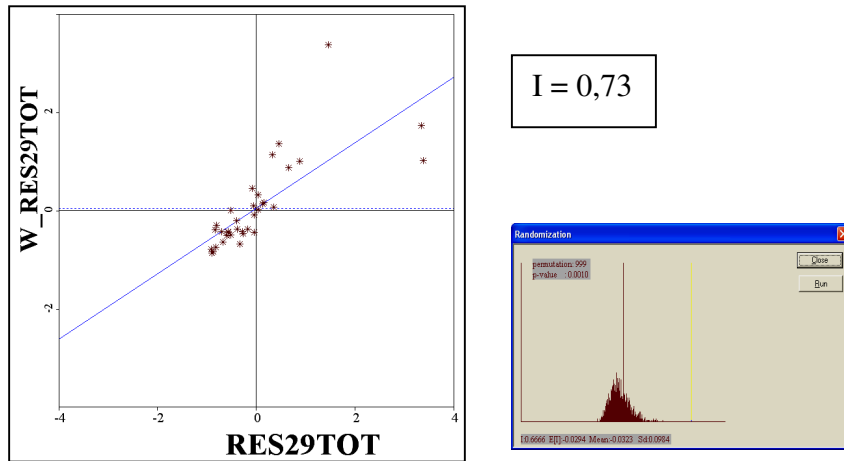 W_RES29TOT
2
0
-2
-4
-2
0
2
4
RES29TOT
I = 0,73
Randomization
Close
Run
permutation: 999
p-value : 0.0010
I:0.6666 E[I]:-0.0294 Mean:-0.0323 Sd:0.0984